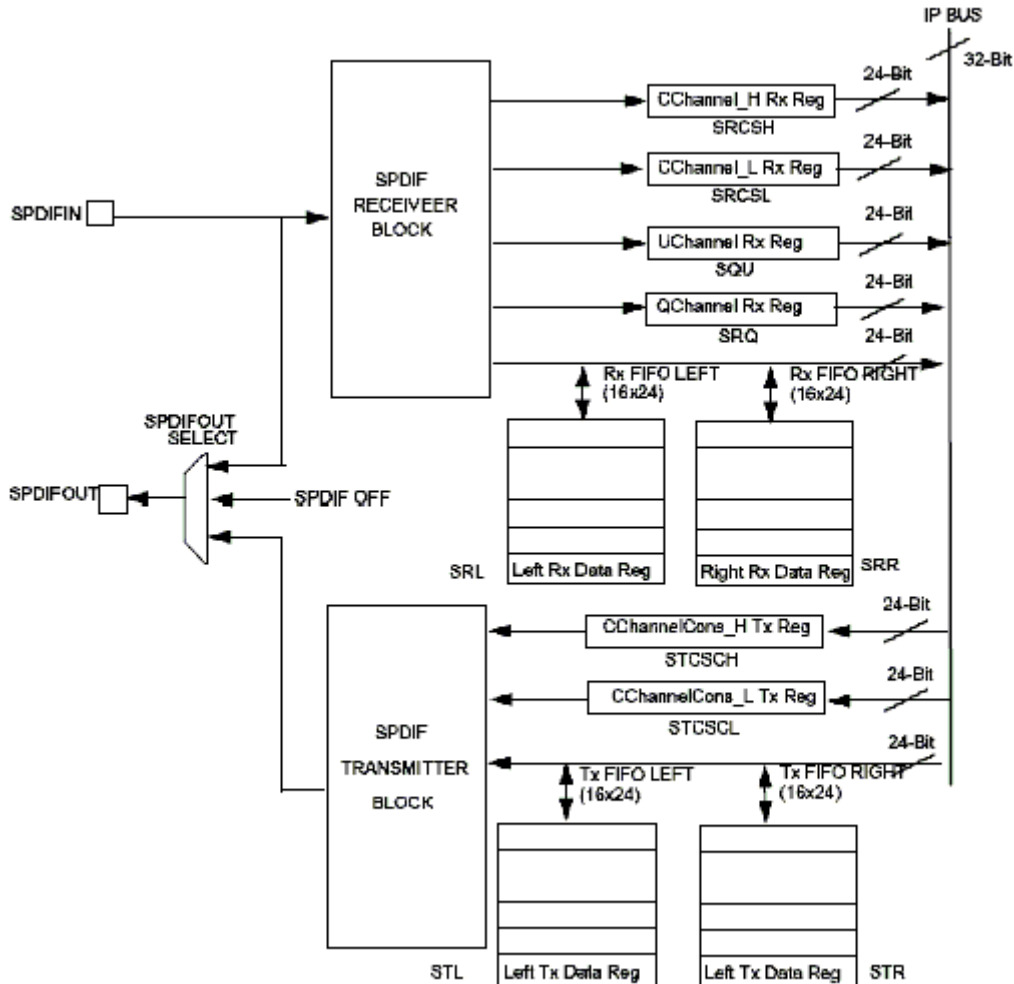 IP BUS
32-Bit
24-Bit
CChannel_H Rx Reg
SRCSH
24-Bit
CChannel_L Rx Reg
SRCSL
SPDIF
RECEIVEER
BLOCK
SPDIFIN
24-Bit
UChannel Rx Reg
SQU
24-Bit
QChannel Rx Reg
SRQ
24-Bit
Rx FIFO LEFT
(16x24)
Rx FIFO RIGHT
(16x24)
SPDIFOUT
SELECT
SPDIFOUT
SPDIF OFF
SRL
Left Rx Data Reg
Right Rx Data Reg
SRR
24-Bit
CChannelCons_H Tx Reg
STCSCH
24-Bit
CChannelCons_L Tx Reg
STCSCL
SPDIF
TRANSMITTER
BLOCK
24-Bit
Tx FIFO LEFT
(16x24)
Tx FIFO RIGHT
(16x24)
STL
Left Tx Data Reg
Left Tx Data Reg
STR